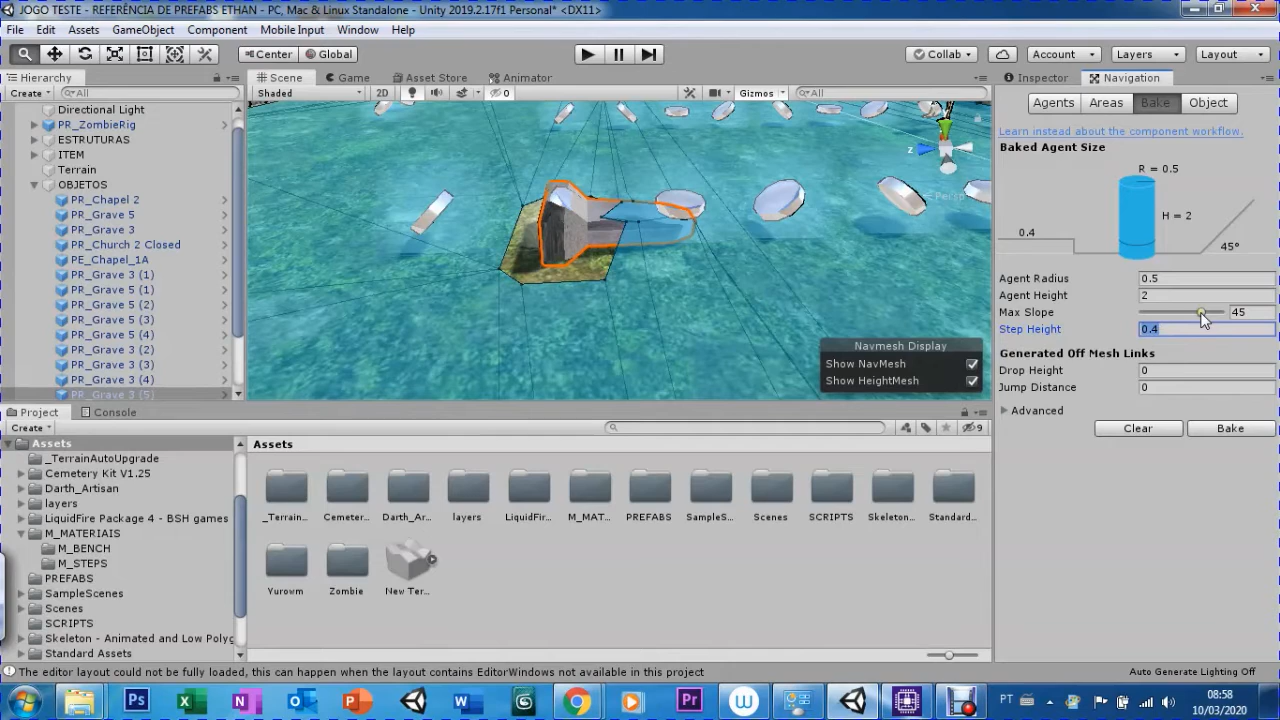 JOGO TESTE - REFERÊNCIA DE PREFABS ETHAN - PC, Mac & Linux Standalone - Unity 2019.2.17f1 Personal* <DX11>
File Edit Assets GameObject Component Mobile Input Window Help
Center Global Collab Account Layers Layout
Hierarchy Scene Game Asset Store Animator Inspector Navigation
Create All Shaded 2D 0 Gizmos All Agents Areas Bake Object
Directional Light
PR_ZombieRig
ESTRUTURAS
ITEM
Terrain
OBJETOS
PR_Chapel 2
PR_Grave 5
PR_Grave 3
PR_Church 2 Closed
PE_Chapel_1A
PR_Grave 3 (1)
PR_Grave 5 (1)
PR_Grave 5 (2)
PR_Grave 5 (3)
PR_Grave 5 (4)
PR_Grave 3 (2)
PR_Grave 3 (3)
PR_Grave 3 (4)
PR_Grave 3 (5)
z
Persp
Navmesh Display
Show NavMesh
Show HeightMesh
Learn instead about the component workflow.
Baked Agent Size
R = 0.5
H = 2
0.4
45°
Agent Radius 0.5
Agent Height 2
Max Slope 45
Step Height 0.4
Generated Off Mesh Links
Drop Height 0
Jump Distance 0
Advanced
Clear Bake
Project Console
Create 9
Assets
_TerrainAutoUpgrade
Cemetery Kit V1.25
Darth_Artisan
layers
LiquidFire Package 4 - BSH games
M_MATERIAIS
M_BENCH
M_STEPS
PREFABS
SampleScenes
Scenes
SCRIPTS
Skeleton - Animated and Low Polyg
Standard Assets
Assets
_Terrain... Cemeter... Darth_Ar... layers LiquidFir... M_MAT... PREFABS SampleS... Scenes SCRIPTS Skeleton... Standard...
Yurowm Zombie New Ter...
The editor layout could not be fully loaded, this can happen when the layout contains EditorWindows not available in this project
Auto Generate Lighting Off
Ps X N O P W Pr W PT
08:58
10/03/2020